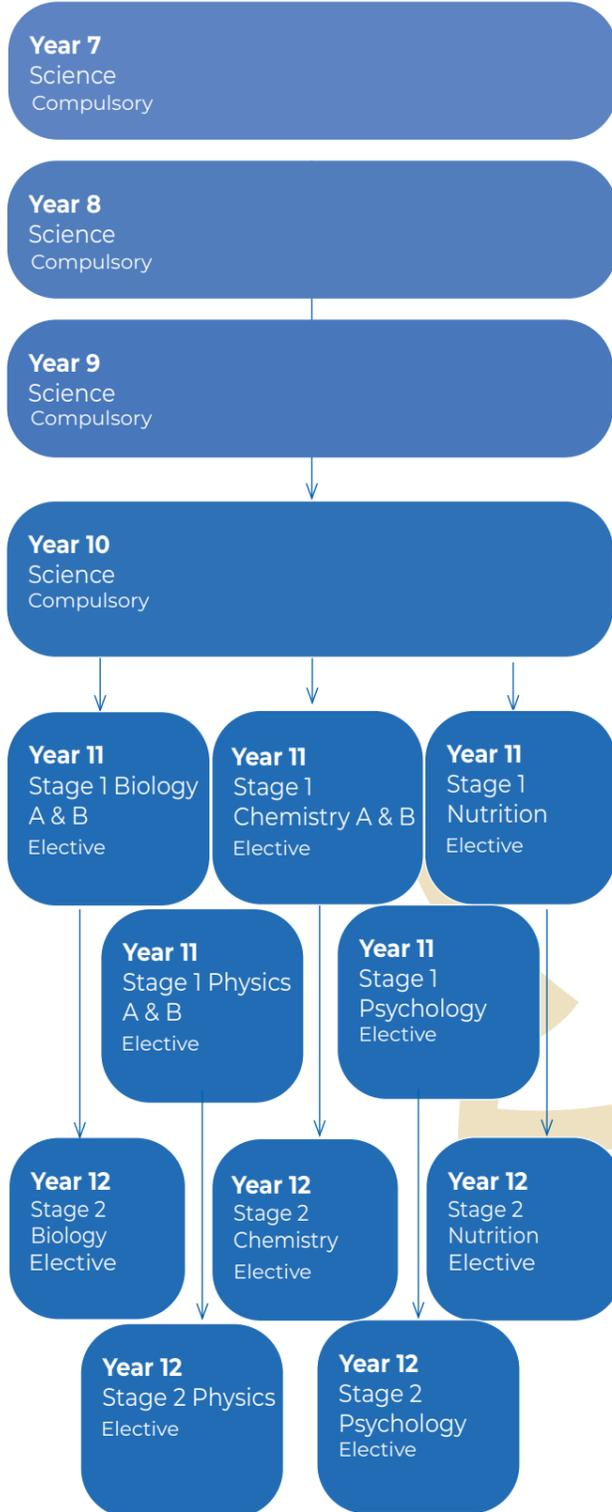 Year 7
Science
Compulsory
Year 8
Science
Compulsory
Year 9
Science
Compulsory
Year 10
Science
Compulsory
Year 11
Stage 1 Biology
A & B
Elective
Year 11
Stage 1
Chemistry A & B
Elective
Year 11
Stage 1
Nutrition
Elective
Year 11
Stage 1 Physics
A & B
Elective
Year 11
Stage 1
Psychology
Elective
Year 12
Stage 2
Biology
Elective
Year 12
Stage 2
Chemistry
Elective
Year 12
Stage 2
Nutrition
Elective
Year 12
Stage 2 Physics
Elective
Year 12
Stage 2
Psychology
Elective